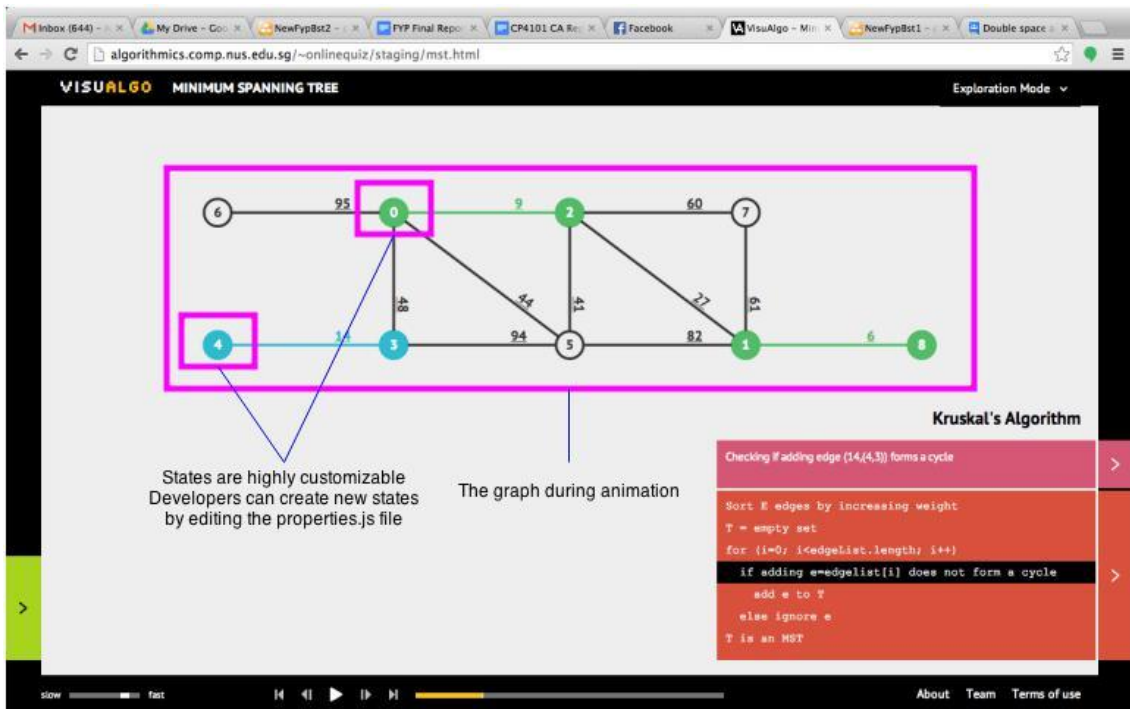 Inbox (644) -
My Drive - Goo
NewFypBst2 -
FYP Final Repo
CP4101 CA Re
Facebook
VisuAlgo - Min
NewFypBst1 -
Double space
algorithmics.comp.nus.edu.sg/~onlinequiz/staging/mst.html
VISUALGO MINIMUM SPANNING TREE
Exploration Mode
6 95 0 9 2 60 7
48 44 41 27 61
4 14 3 94 5 82 1 6 8
States are highly customizable
Developers can create new states
by editing the properties.js file
The graph during animation
Kruskal's Algorithm
Checking if adding edge (14,(4,3)) forms a cycle
Sort E edges by increasing weight
T = empty set
for (i=0; i<edgeList.length; i++)
if adding e=edgelist[i] does not form a cycle
add e to T
else ignore e
T is an MST
slow fast
About Team Terms of use